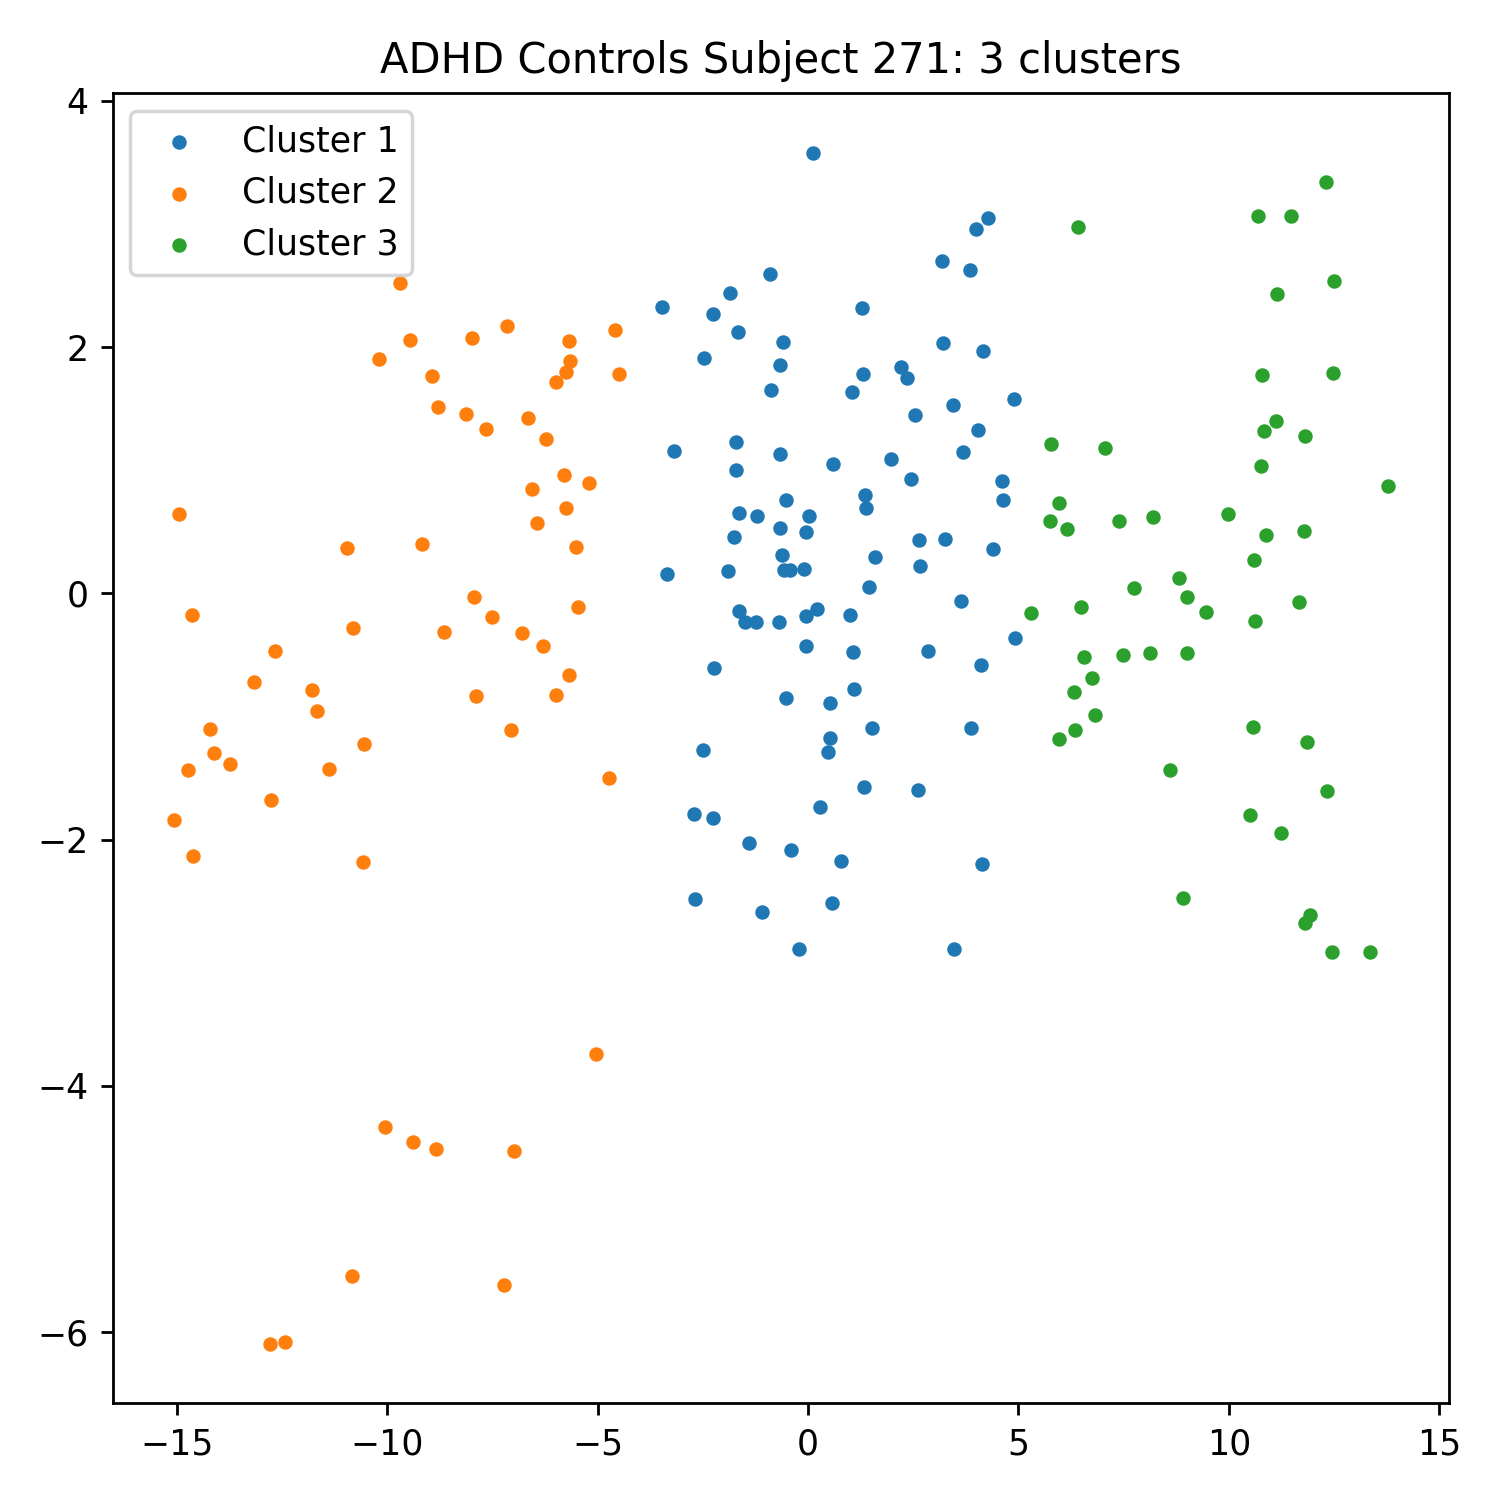 ADHD Controls Subject 271: 3 clusters
Cluster 1
Cluster 2
Cluster 3
4
2
0
−2
−4
−6
−15 −10 −5 0 5 10 15